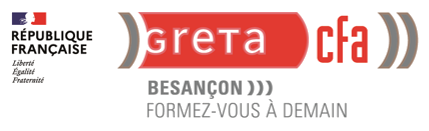 RÉPUBLIQUE
FRANÇAISE
Liberté
Égalité
Fraternité
GRETA cfa
BESANÇON )))
FORMEZ-VOUS À DEMAIN